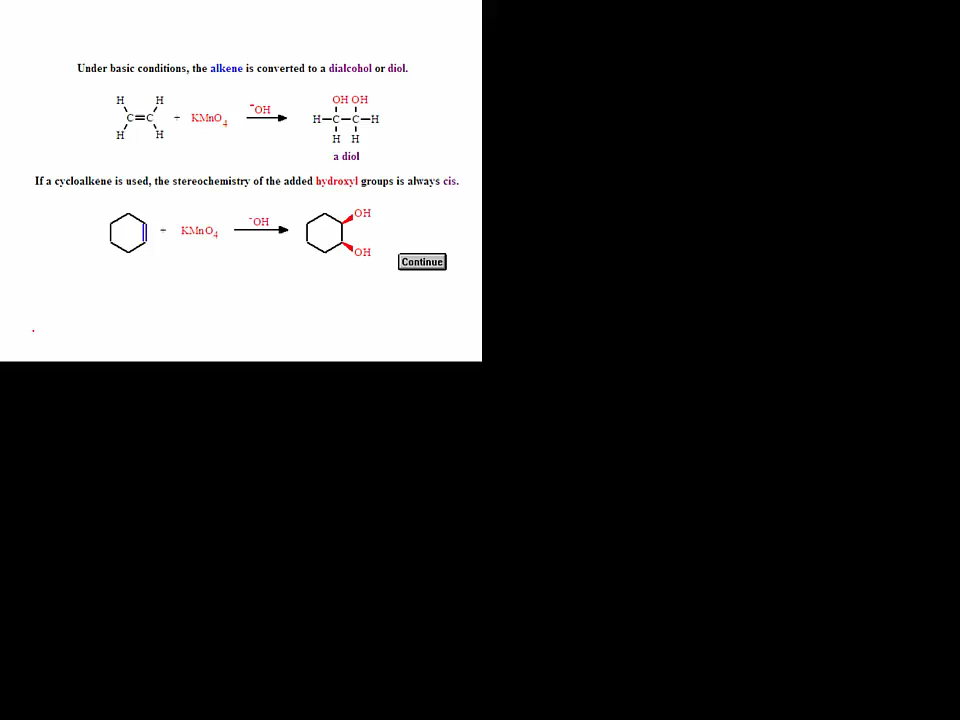 Under basic conditions, the alkene is converted to a dialcohol or diol.
H H OH OH
C=C + KMnO4 -OH H-C-C-H
H H H H
a diol
If a cycloalkene is used, the stereochemistry of the added hydroxyl groups is always cis.
OH
+ KMnO4 -OH
OH
Continue